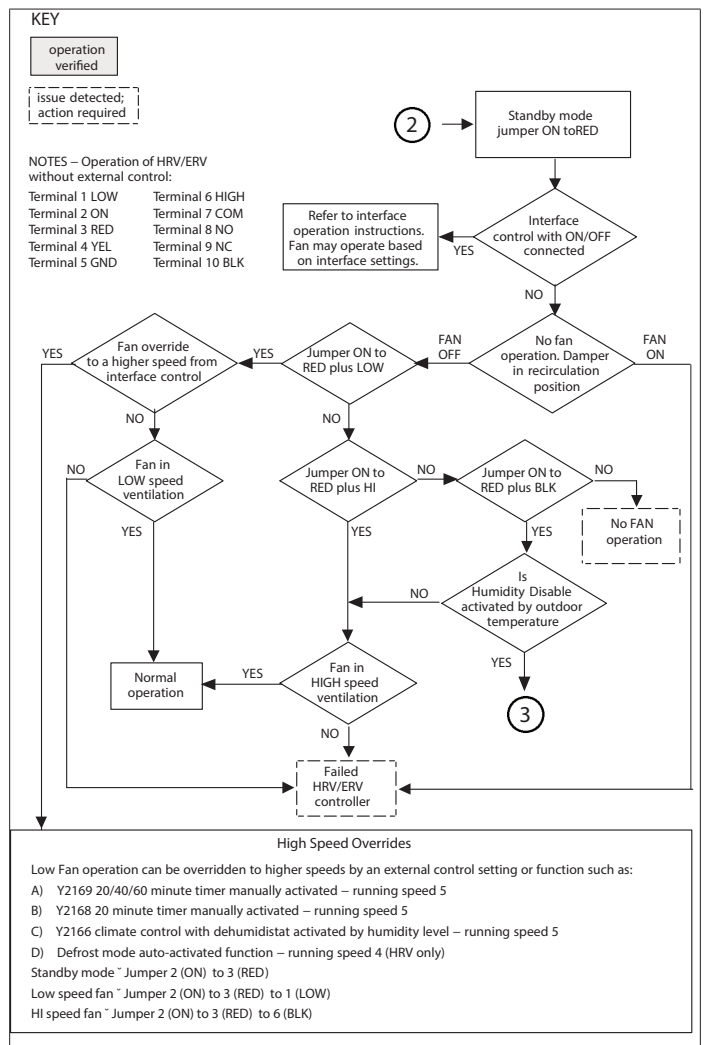 KEY
operation
verified
issue detected;
action required
NOTES – Operation of HRV/ERV
without external control:
Terminal 1 LOW
Terminal 2 ON
Terminal 3 RED
Terminal 4 YEL
Terminal 5 GND
Terminal 6 HIGH
Terminal 7 COM
Terminal 8 NO
Terminal 9 NC
Terminal 10 BLK
2
Standby mode
jumper ON toRED
Interface
control with ON/OFF
connected
YES
Refer to interface
operation instructions.
Fan may operate based
on interface settings.
NO
No fan
operation. Damper
in recirculation
position
FAN
OFF
FAN
ON
Jumper ON to
RED plus LOW
YES
Fan override
to a higher speed from
interface control
YES
NO
NO
Fan in
LOW speed
ventilation
NO
YES
Jumper ON to
RED plus HI
NO
YES
Jumper ON to
RED plus BLK
NO
YES
No FAN
operation
Is
Humidity Disable
activated by outdoor
temperature
NO
YES
3
Fan in
HIGH speed
ventilation
YES
NO
Normal
operation
Failed
HRV/ERV
controller
High Speed Overrides
Low Fan operation can be overridden to higher speeds by an external control setting or function such as:
A) Y2169 20/40/60 minute timer manually activated – running speed 5
B) Y2168 20 minute timer manually activated – running speed 5
C) Y2166 climate control with dehumidistat activated by humidity level – running speed 5
D) Defrost mode auto-activated function – running speed 4 (HRV only)
Standby mode ˘ Jumper 2 (ON) to 3 (RED)
Low speed fan ˘ Jumper 2 (ON) to 3 (RED) to 1 (LOW)
HI speed fan ˘ Jumper 2 (ON) to 3 (RED) to 6 (BLK)